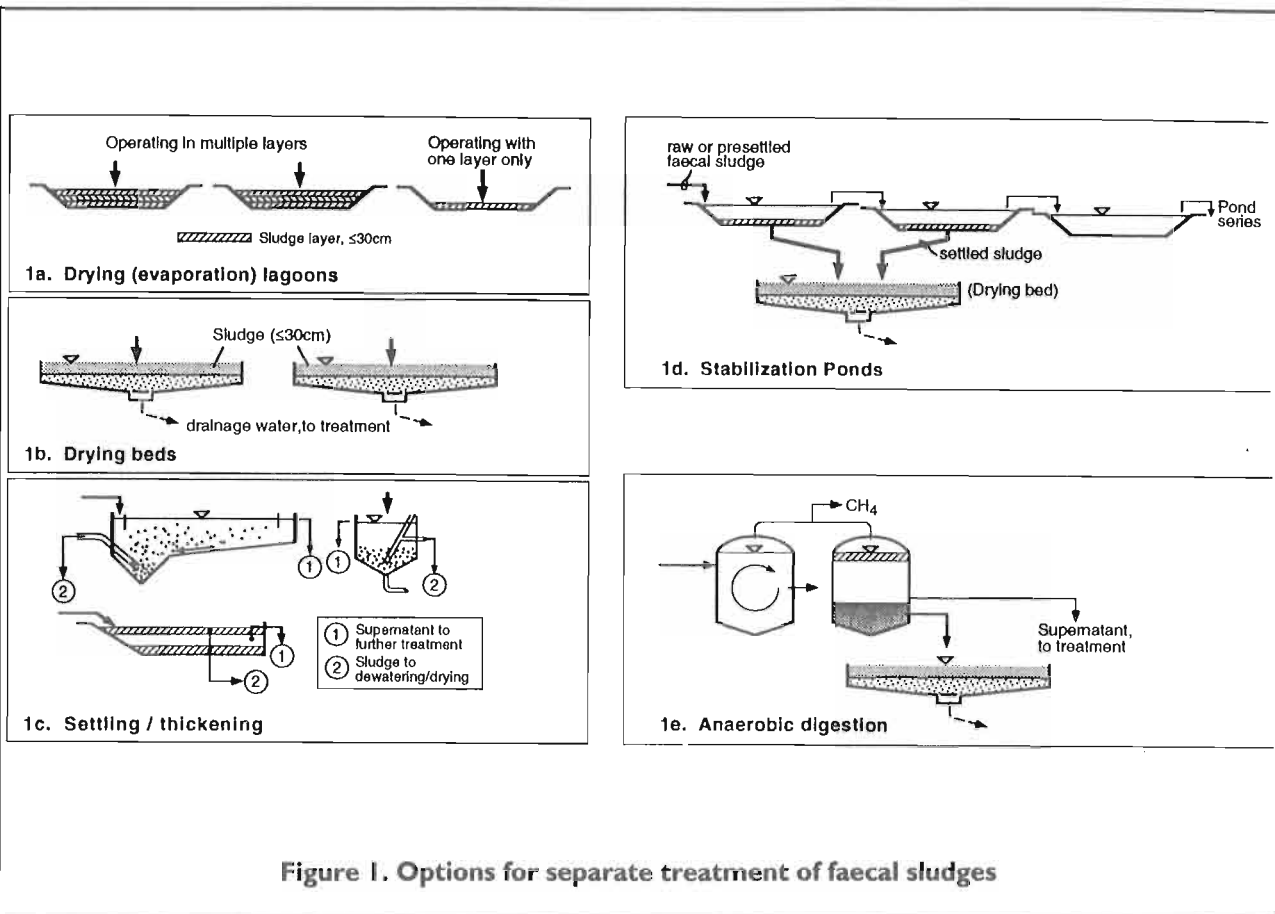 Operating in multiple layers
Operating with
one layer only
Sludge layer, ≤30cm
1a. Drying (evaporation) lagoons
Sludge (≤30cm)
drainage water,to treatment
1b. Drying beds
1
2
1
2
1
2
1 Supernatant to
further treatment
2 Sludge to
dewatering/drying
1c. Settling / thickening
raw or presettled
faecal sludge
Pond
series
settled sludge
(Drying bed)
1d. Stabilization Ponds
CH4
Supernatant,
to treatment
1e. Anaerobic digestion
Figure 1. Options for separate treatment of faecal sludges